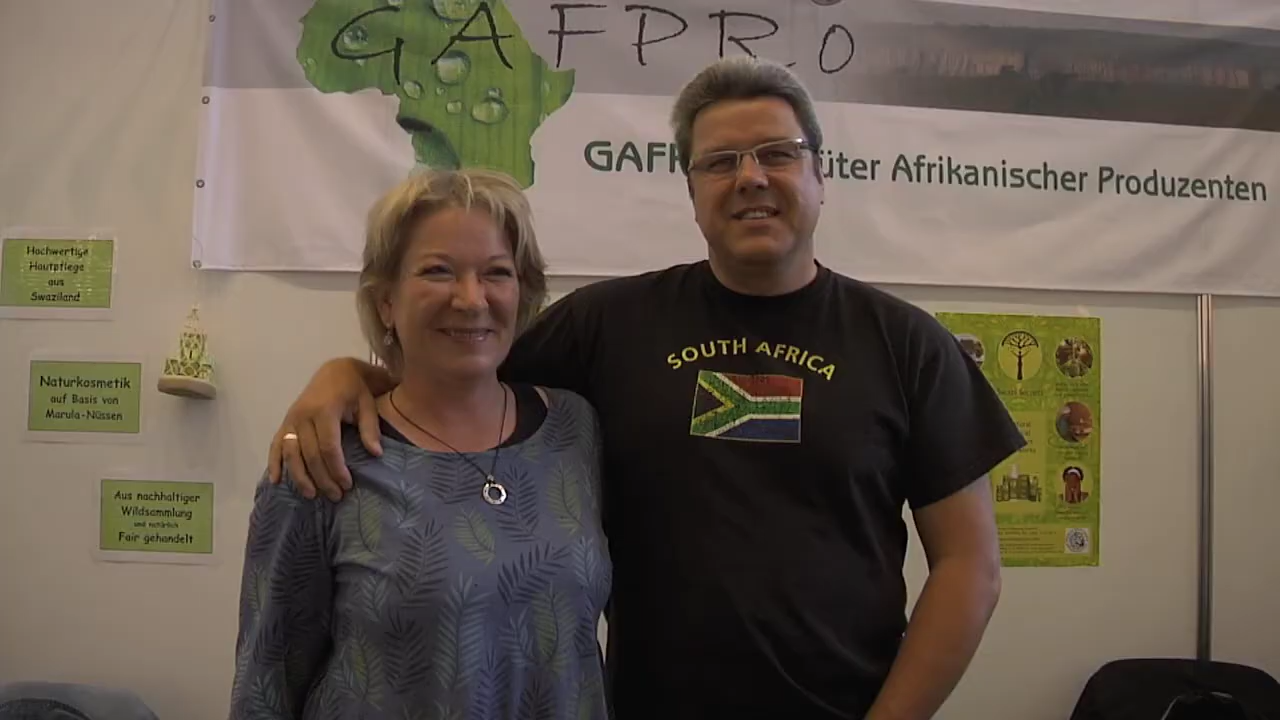 GAFPRO
GAFP
üter Afrikanischer Produzenten
Hochwertige
Hautpflege
aus
Swaziland
Naturkosmetik
auf Basis von
Marula-Nüssen
Aus nachhaltiger
Wildsammlung
und natürlich
Fair gehandelt
SOUTH AFRICA